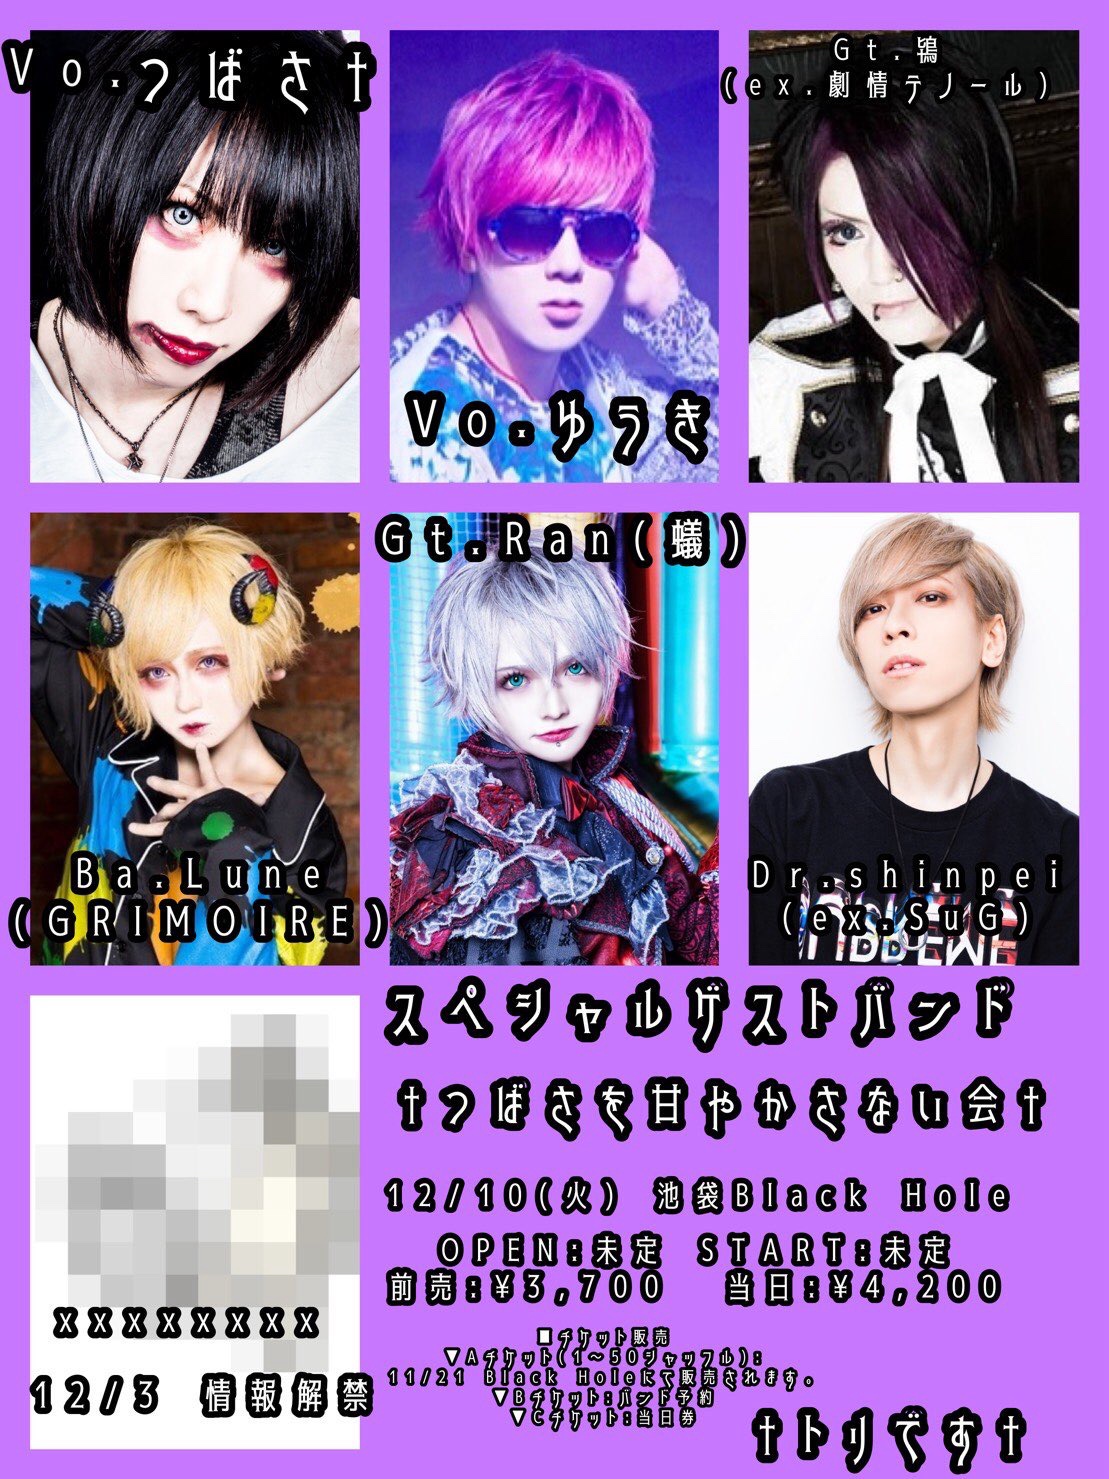 Vo.つばさ†
Vo.ゆうき
Gt.鴇
(ex.劇情テノール)
Ba.Lune
(GRIMOIRE)
Gt.Ran(蟻)
Dr.shinpei
(ex.SuG)
スペシャルゲストバンド
†つばさを甘やかさない会†
12/10(火) 池袋Black Hole
OPEN:未定 START:未定
前売:¥3,700 当日:¥4,200
xxxxxxxx
12/3 情報解禁
■チケット販売
▼Aチケット(1〜50シャッフル):
11/21 Black Holeにて販売されます。
▼Bチケット:バンド予約
▼Cチケット:当日券
†トリです†